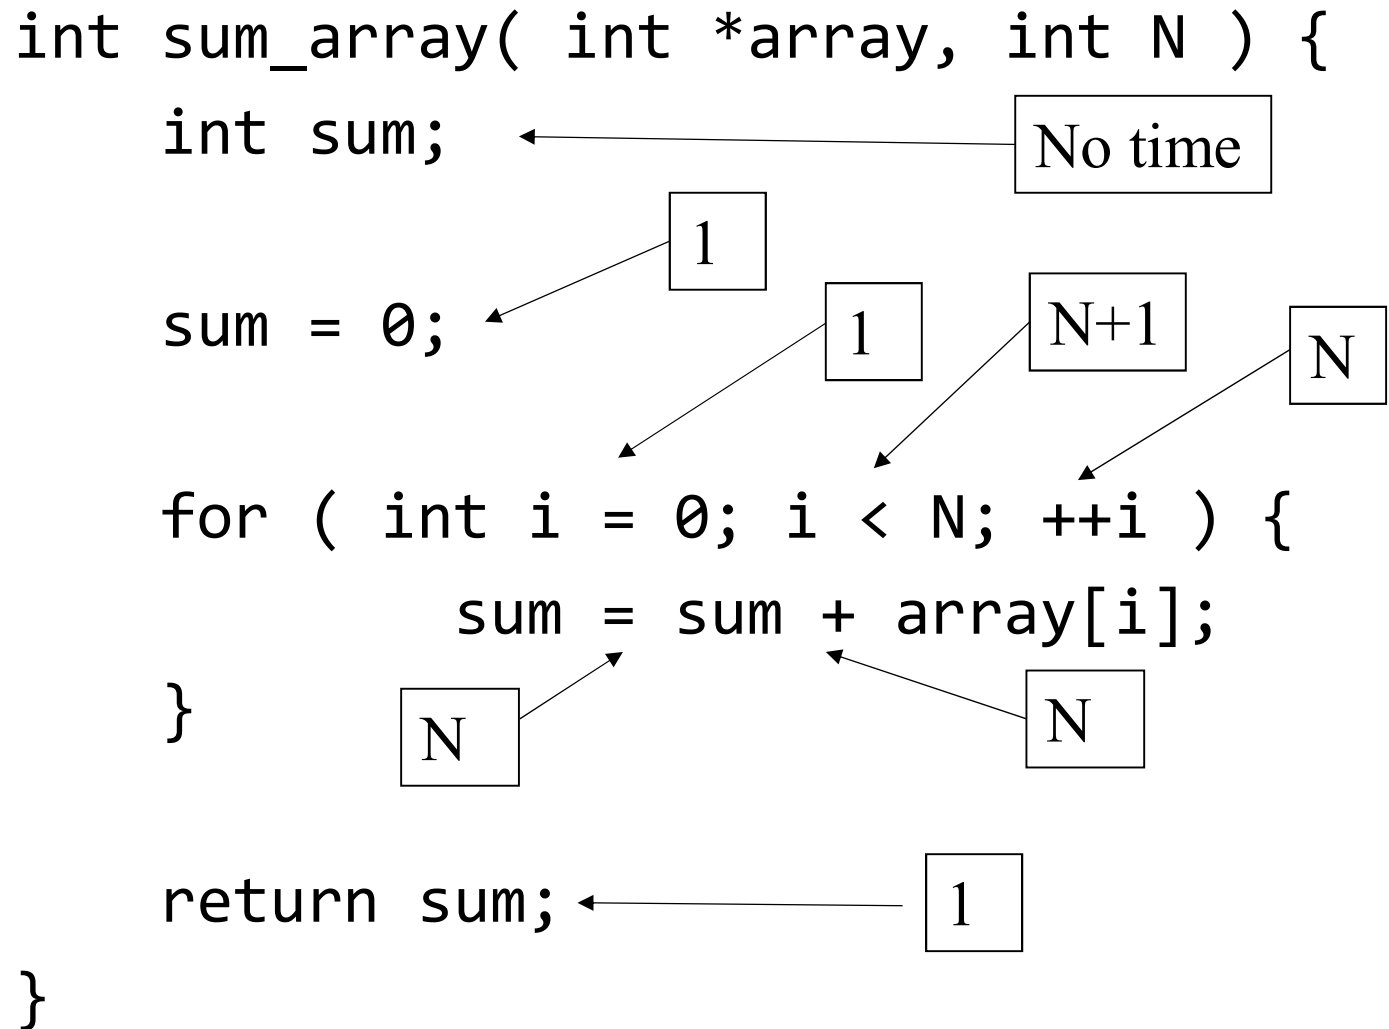 int sum_array( int *array, int N ) {
int sum;
No time
1
sum = 0;
1
N+1
N
for ( int i = 0; i < N; ++i ) {
sum = sum + array[i];
}
N
N
return sum;
1
}